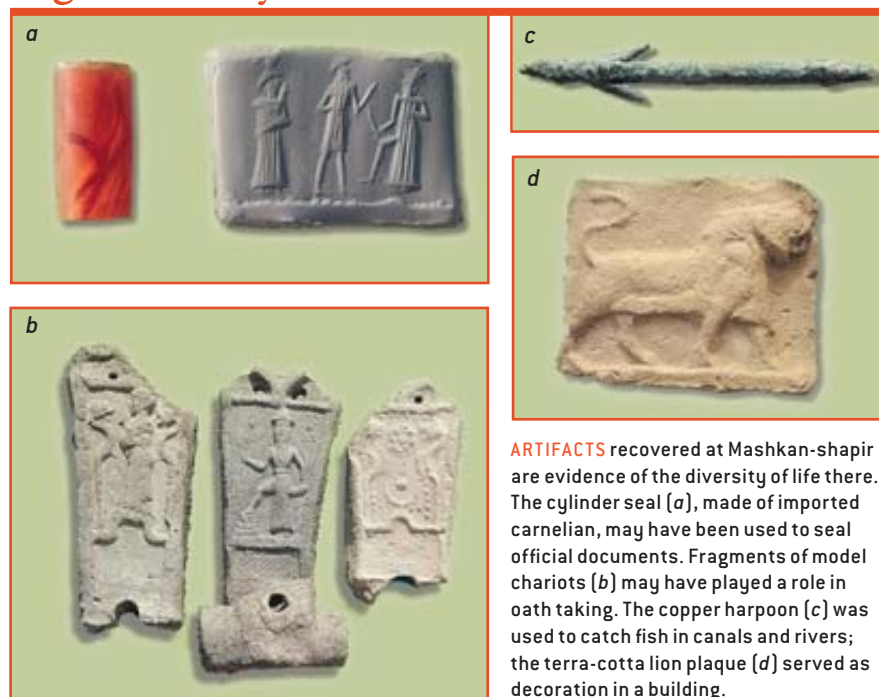 a
c
d
b
ARTIFACTS recovered at Mashkan-shapir
are evidence of the diversity of life there.
The cylinder seal (a), made of imported
carnelian, may have been used to seal
official documents. Fragments of model
chariots (b) may have played a role in
oath taking. The copper harpoon (c) was
used to catch fish in canals and rivers;
the terra-cotta lion plaque (d) served as
decoration in a building.